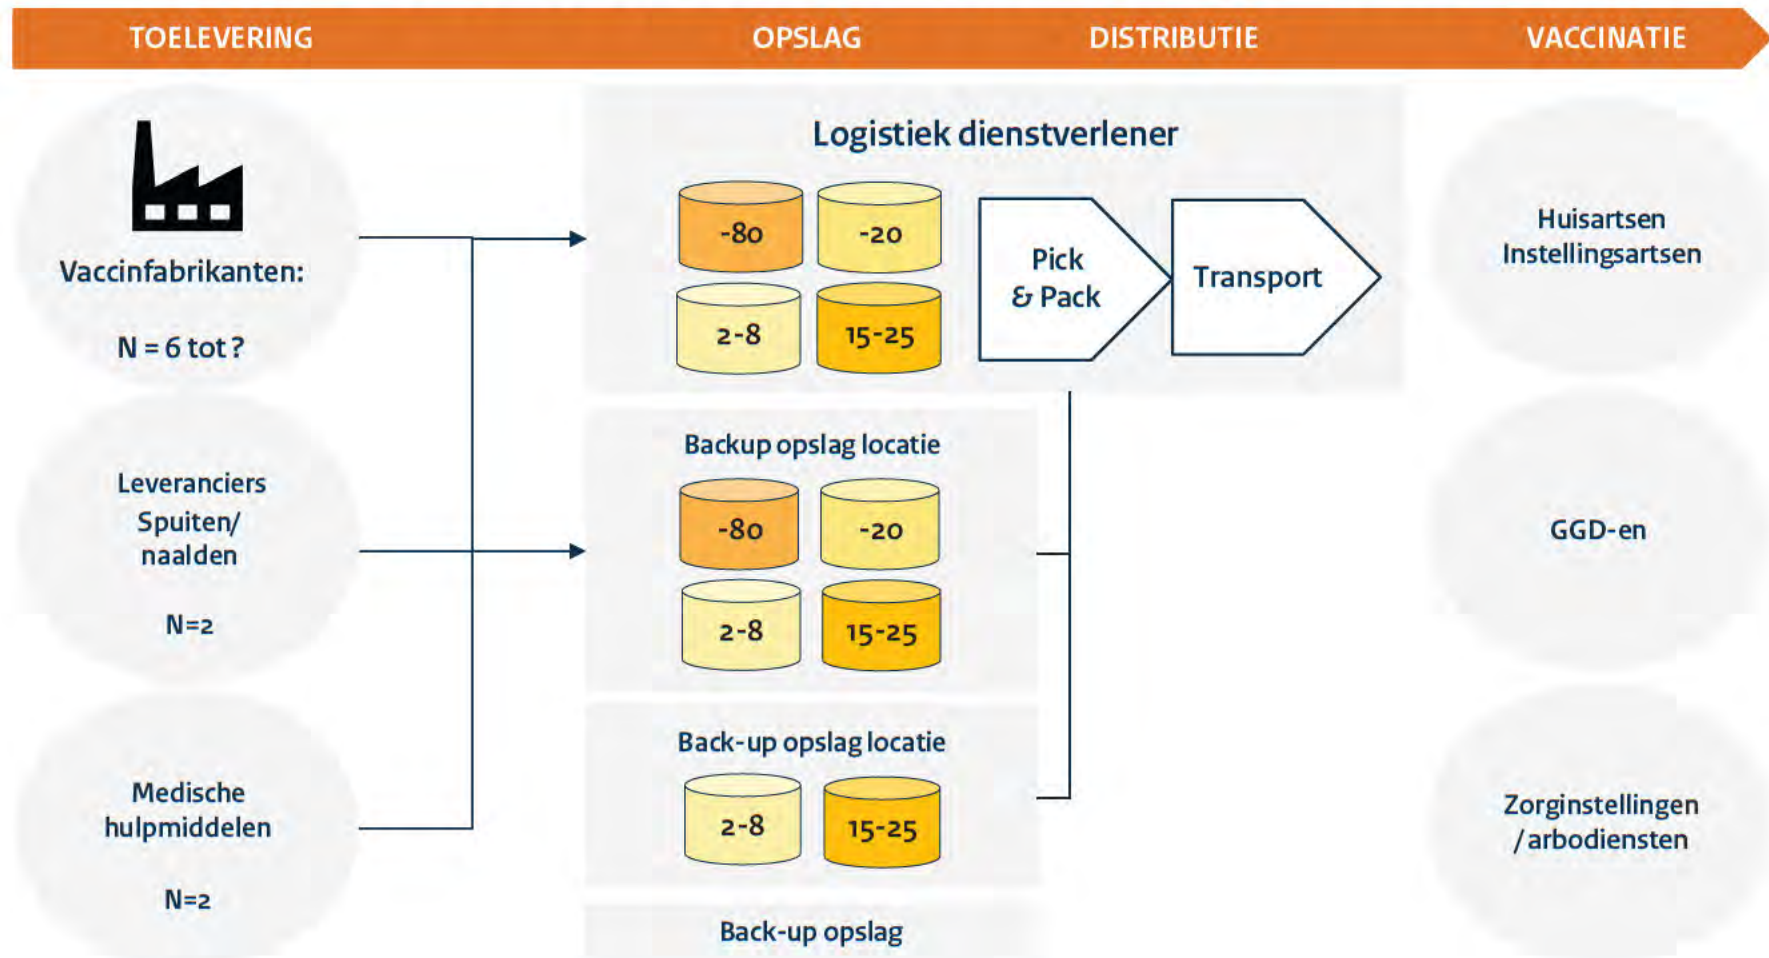 TOELEVERING
OPSLAG
DISTRIBUTIE
VACCINATIE
Vaccinfabrikanten:
N = 6 tot ?
Leveranciers
Spuiten/
naalden
N=2
Medische
hulpmiddelen
N=2
Logistiek dienstverlener
-80
-20
2-8
15-25
Pick
& Pack
Transport
Backup opslag locatie
-80
-20
2-8
15-25
Back-up opslag locatie
2-8
15-25
Back-up opslag
Huisartsen
Instellingsartsen
GGD-en
Zorginstellingen
/ arbodiensten